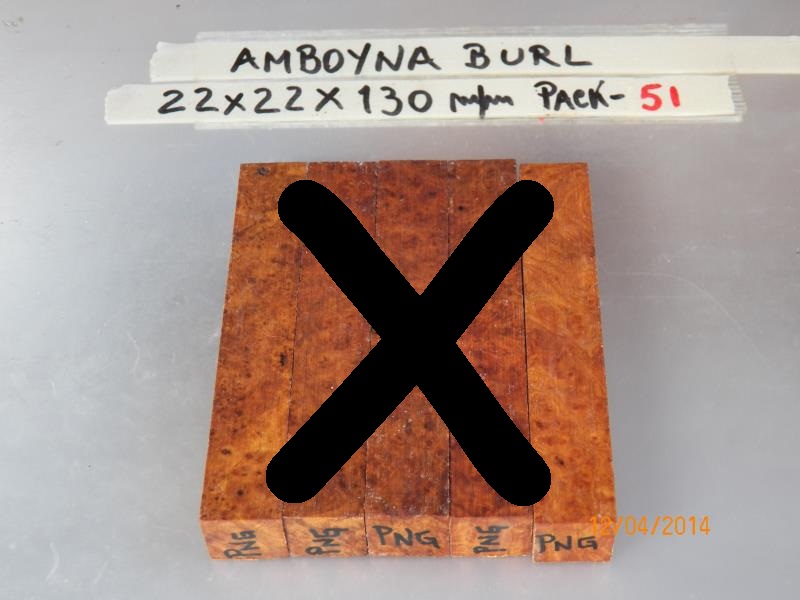 AMBOYNA BURL
22x22x130 m/m PACK- 51
PNG PNG PNG PNG PNG
12/04/2014